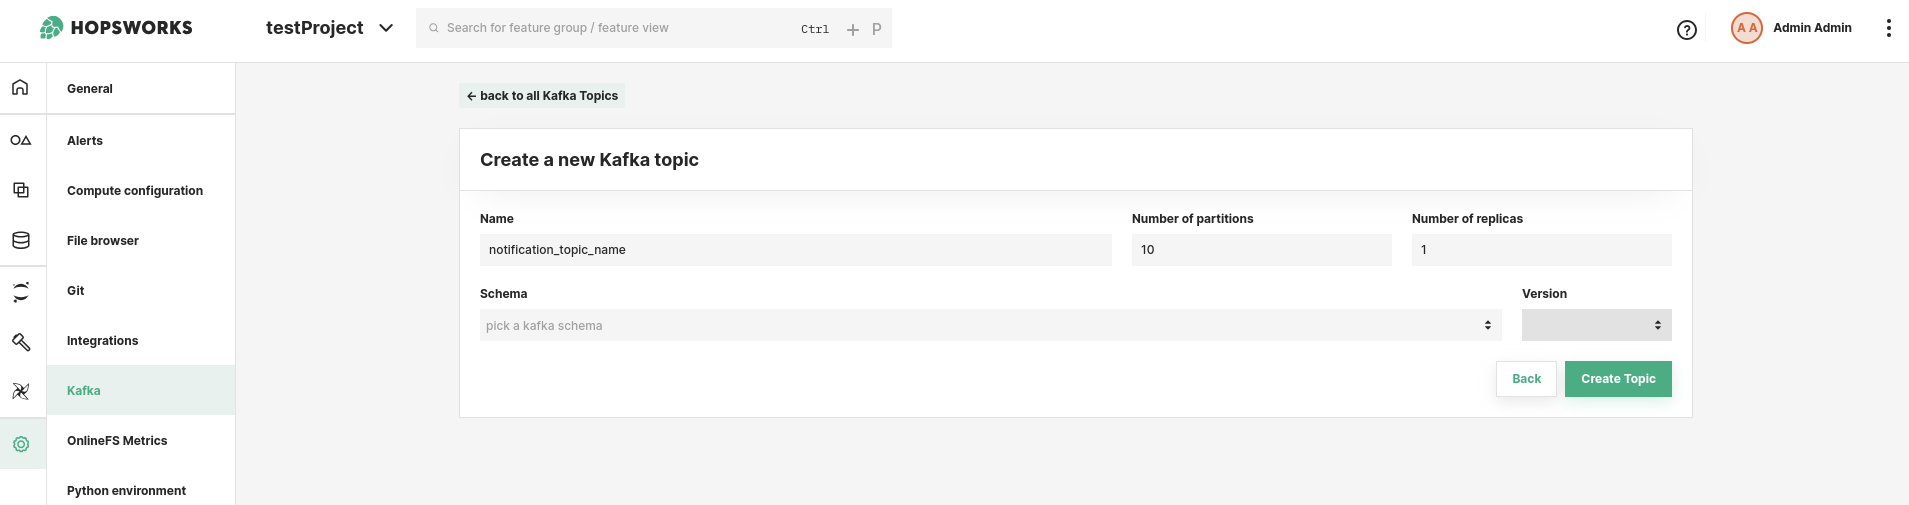 HOPSWORKS
testProject
Search for feature group / feature view
Ctrl + P
A A
Admin Admin
General
Alerts
Compute configuration
File browser
Git
Integrations
Kafka
OnlineFS Metrics
Python environment
← back to all Kafka Topics
Create a new Kafka topic
Name
Number of partitions
Number of replicas
notification_topic_name
10
1
Schema
Version
pick a kafka schema
Back
Create Topic